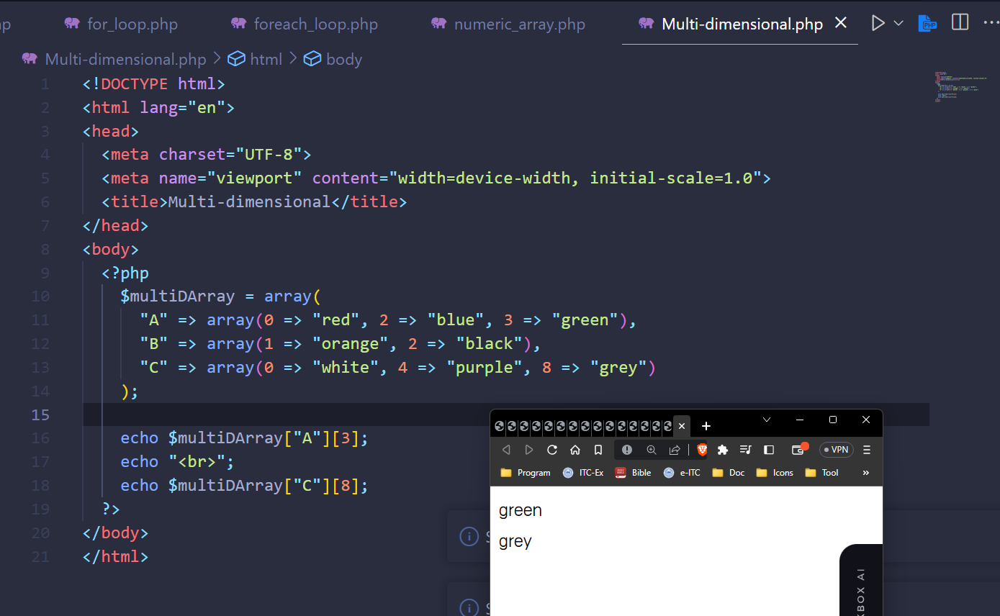 for_loop.php foreach_loop.php numeric_array.php Multi-dimensional.php
PHP
Multi-dimensional.php > html > body
1 <!DOCTYPE html>
2 <html lang="en">
3 <head>
4 <meta charset="UTF-8">
5 <meta name="viewport" content="width=device-width, initial-scale=1.0">
6 <title>Multi-dimensional</title>
7 </head>
8 <body>
9 <?php
10 $multiDArray = array(
11 "A" => array(0 => "red", 2 => "blue", 3 => "green"),
12 "B" => array(1 => "orange", 2 => "black"),
13 "C" => array(0 => "white", 4 => "purple", 8 => "grey")
14 );
15
16 echo $multiDArray["A"][3];
17 echo "<br>";
18 echo $multiDArray["C"][8];
19 ?>
20 </body>
21 </html>
VPN
Program ITC-Ex Bible e-ITC Doc Icons Tool »
green
grey